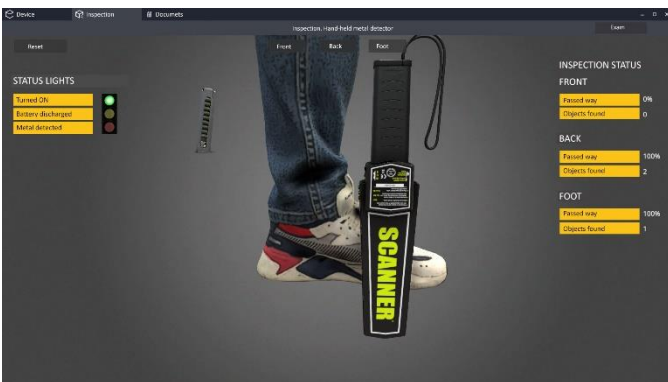 Device
Inspection
Documets
Inspection. Hand-held metal detector
Exam
Reset
Front
Back
Foot
STATUS LIGHTS
Turned ON
Battery discharged
Metal detected
SCANNER
INSPECTION STATUS
FRONT
Passed way 0%
Objects found 0
BACK
Passed way 100%
Objects found 2
FOOT
Passed way 100%
Objects found 1